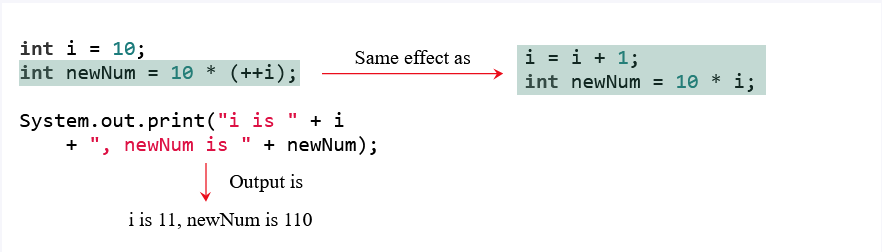 int i = 10;
int newNum = 10 * (++i);
Same effect as
i = i + 1;
int newNum = 10 * i;
System.out.print("i is " + i
+ ", newNum is " + newNum);
Output is
i is 11, newNum is 110